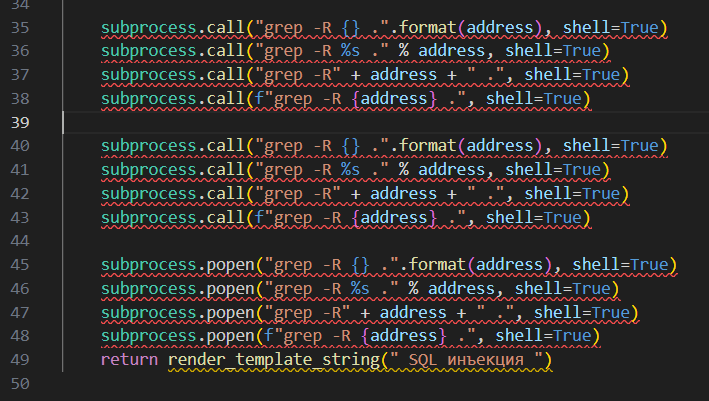 34
35 subprocess.call("grep -R {} .".format(address), shell=True)
36 subprocess.call("grep -R %s ." % address, shell=True)
37 subprocess.call("grep -R" + address + " .", shell=True)
38 subprocess.call(f"grep -R {address} .", shell=True)
39
40 subprocess.call("grep -R {} .".format(address), shell=True)
41 subprocess.call("grep -R %s ." % address, shell=True)
42 subprocess.call("grep -R" + address + " .", shell=True)
43 subprocess.call(f"grep -R {address} .", shell=True)
44
45 subprocess.popen("grep -R {} .".format(address), shell=True)
46 subprocess.popen("grep -R %s ." % address, shell=True)
47 subprocess.popen("grep -R" + address + " .", shell=True)
48 subprocess.popen(f"grep -R {address} .", shell=True)
49 return render_template_string(" SQL инъекция ")
50